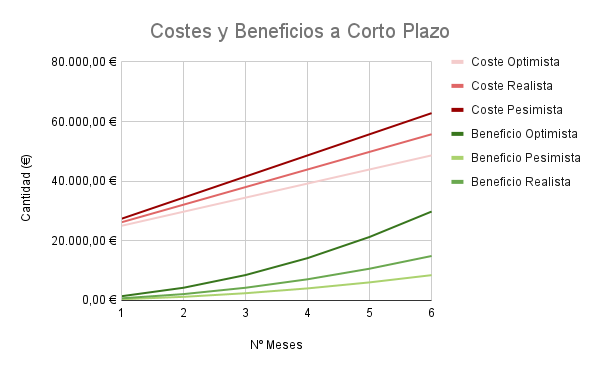 Costes y Beneficios a Corto Plazo
Cantidad (€)
80.000,00 €
60.000,00 €
40.000,00 €
20.000,00 €
0,00 €
1 2 3 4 5 6
Nº Meses
Coste Optimista
Coste Realista
Coste Pesimista
Beneficio Optimista
Beneficio Pesimista
Beneficio Realista